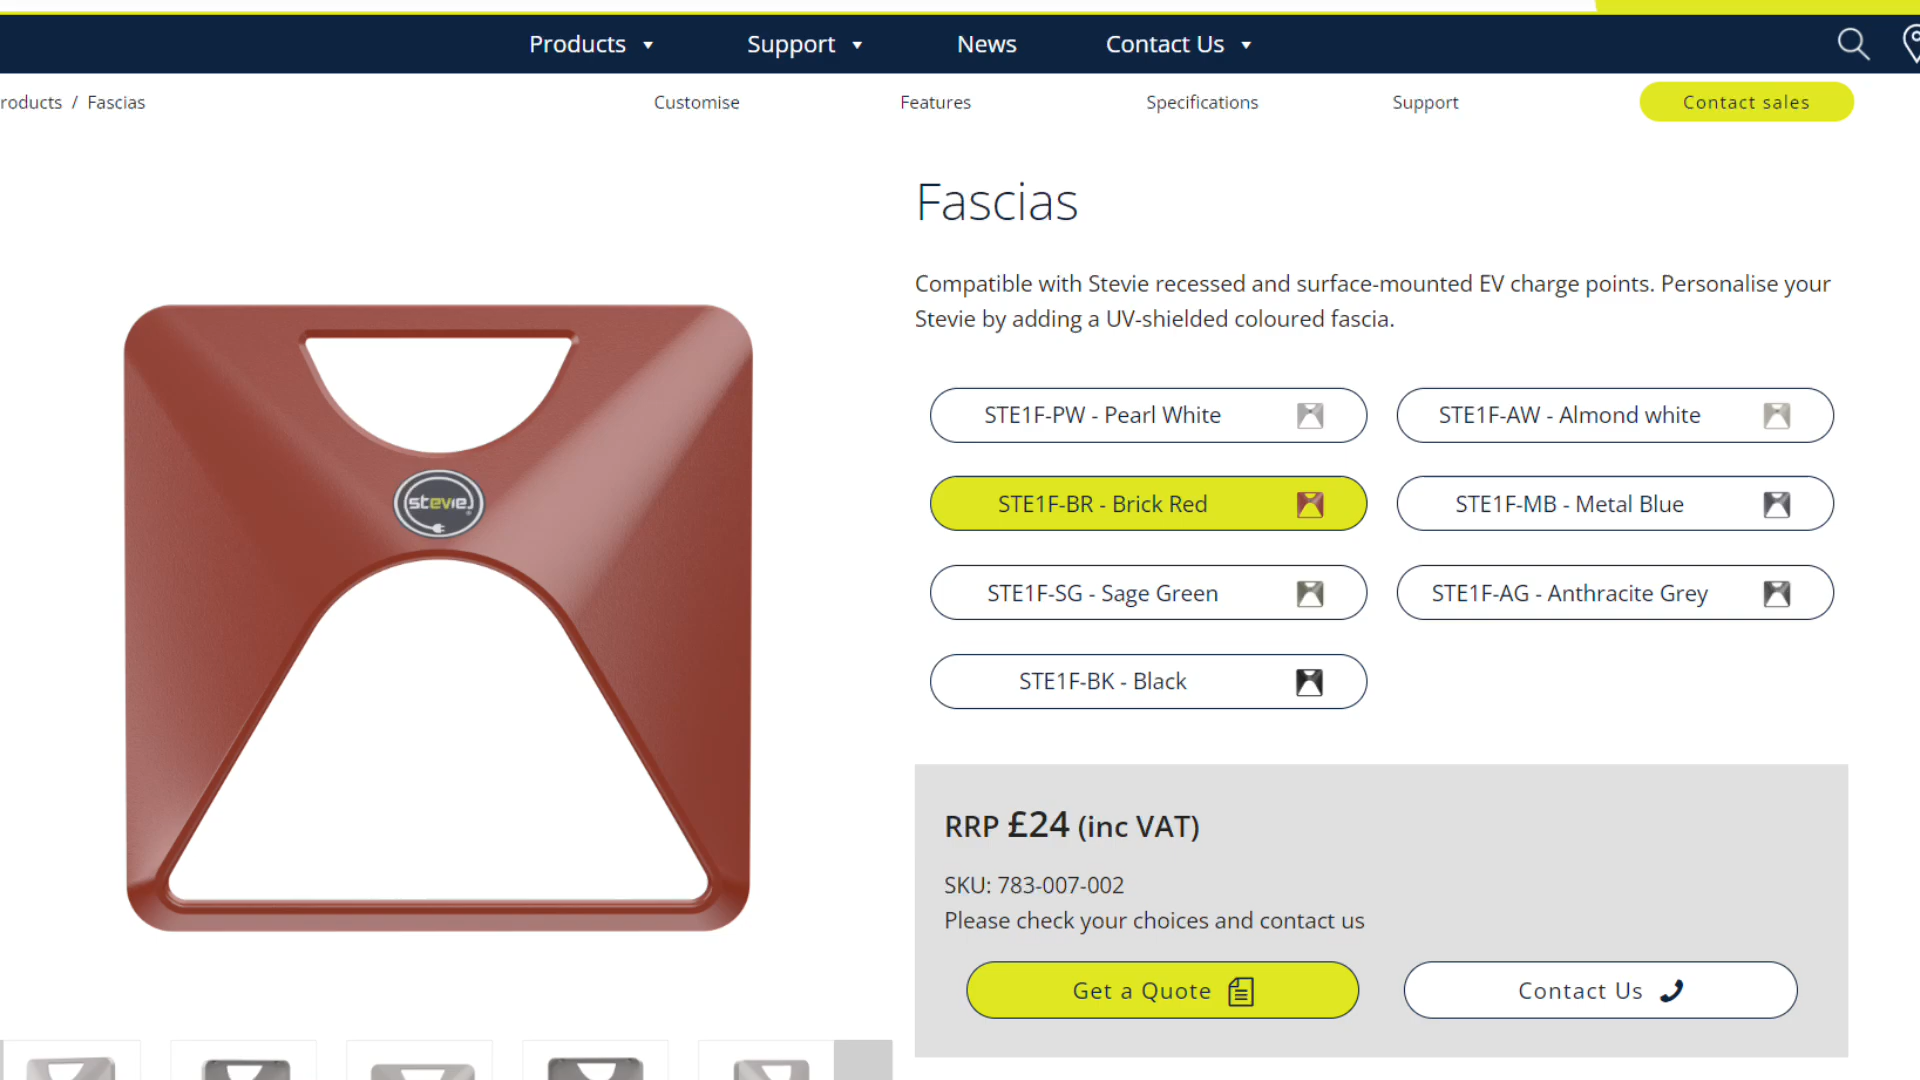 Products
Support
News
Contact Us
roducts / Fascias
Customise
Features
Specifications
Support
Contact sales
Fascias
Compatible with Stevie recessed and surface-mounted EV charge points. Personalise your
Stevie by adding a UV-shielded coloured fascia.
STE1F-PW - Pearl White
STE1F-AW - Almond white
STE1F-BR - Brick Red
STE1F-MB - Metal Blue
STE1F-SG - Sage Green
STE1F-AG - Anthracite Grey
STE1F-BK - Black
stevie
RRP £24 (inc VAT)
SKU: 783-007-002
Please check your choices and contact us
Get a Quote
Contact Us